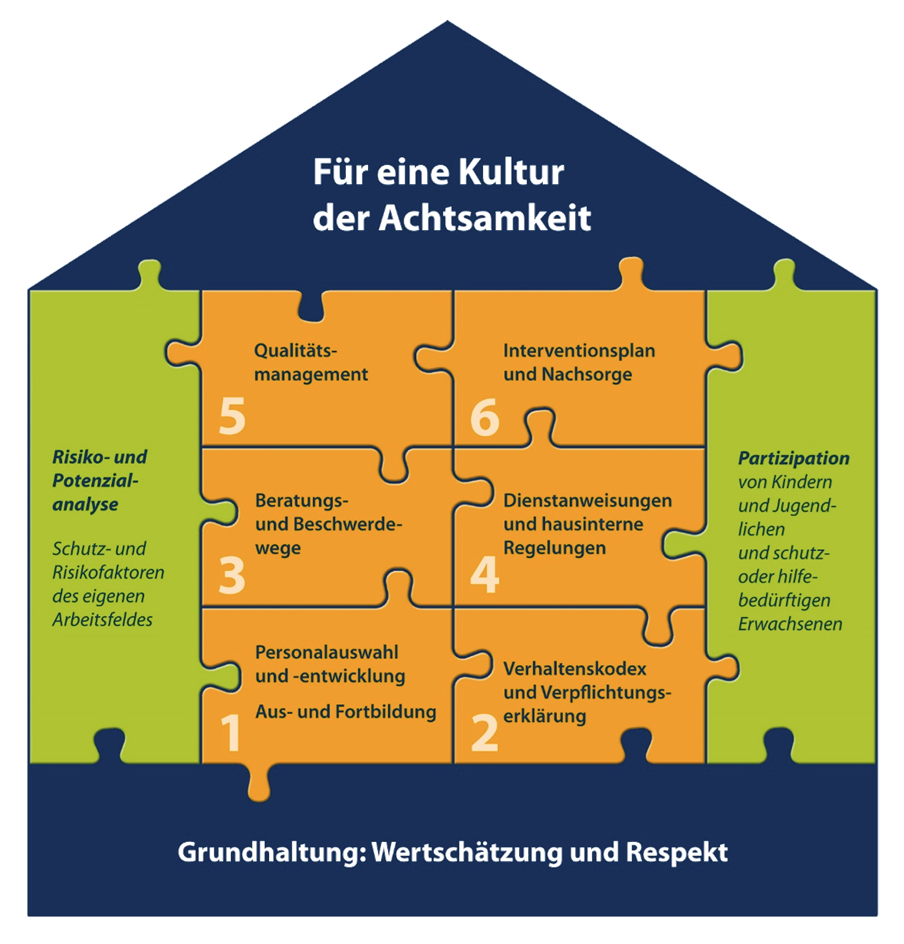 Für eine Kultur
der Achtsamkeit
Risiko- und
Potenzial-
analyse
Schutz- und
Risikofaktoren
des eigenen
Arbeitsfeldes
Qualitäts-
management
5
Interventionsplan
und Nachsorge
6
Beratungs-
und Beschwerde-
wege
3
Dienstanweisungen
und hausinterne
Regelungen
4
Personalauswahl
und -entwicklung
Aus- und Fortbildung
1
Verhaltenskodex
und Verpflichtungs-
erklärung
2
Partizipation
von Kindern
und Jugend-
lichen
und schutz-
oder hilfe-
bedürftigen
Erwachsenen
Grundhaltung: Wertschätzung und Respekt